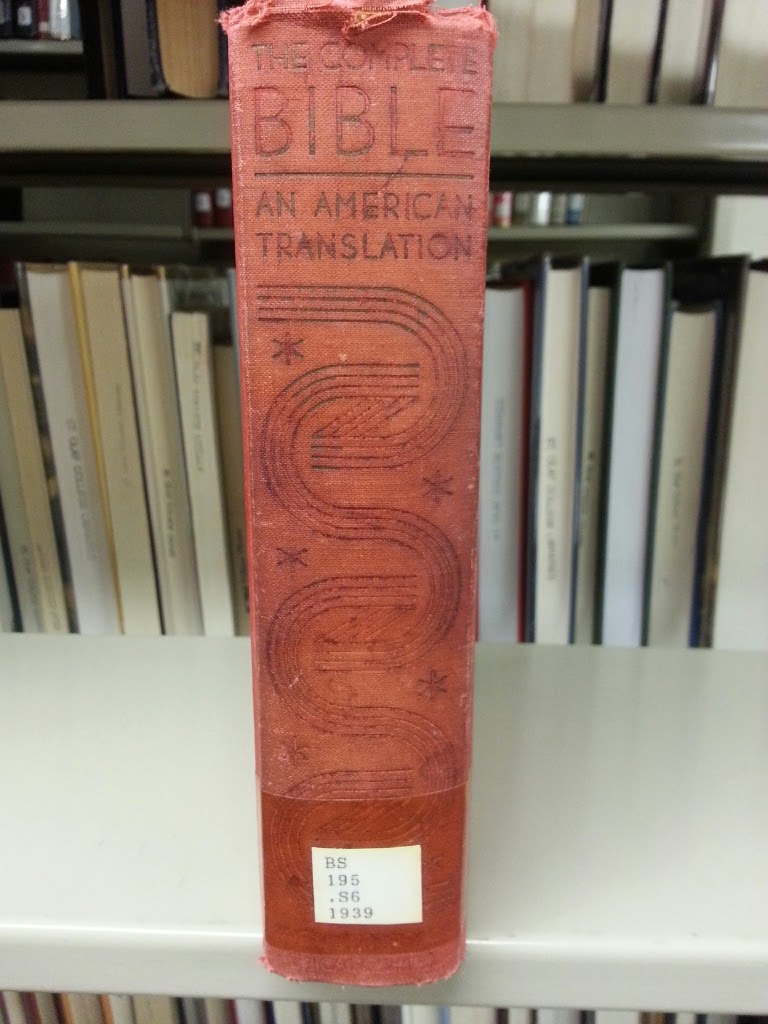 THE COMPLETE
BIBLE
AN AMERICAN
TRANSLATION
BS
195
.S6
1939